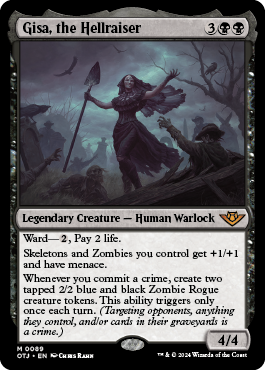 Gisa, the Hellraiser 3
Legendary Creature — Human Warlock
Ward—2, Pay 2 life.
Skeletons and Zombies you control get +1/+1
and have menace.
Whenever you commit a crime, create two
tapped 2/2 blue and black Zombie Rogue
creature tokens. This ability triggers only
once each turn. (Targeting opponents, anything
they control, and/or cards in their graveyards is
a crime.)
4/4
M 0089
OTJ • EN Chris Rahn
™ & © 2024 Wizards of the Coast